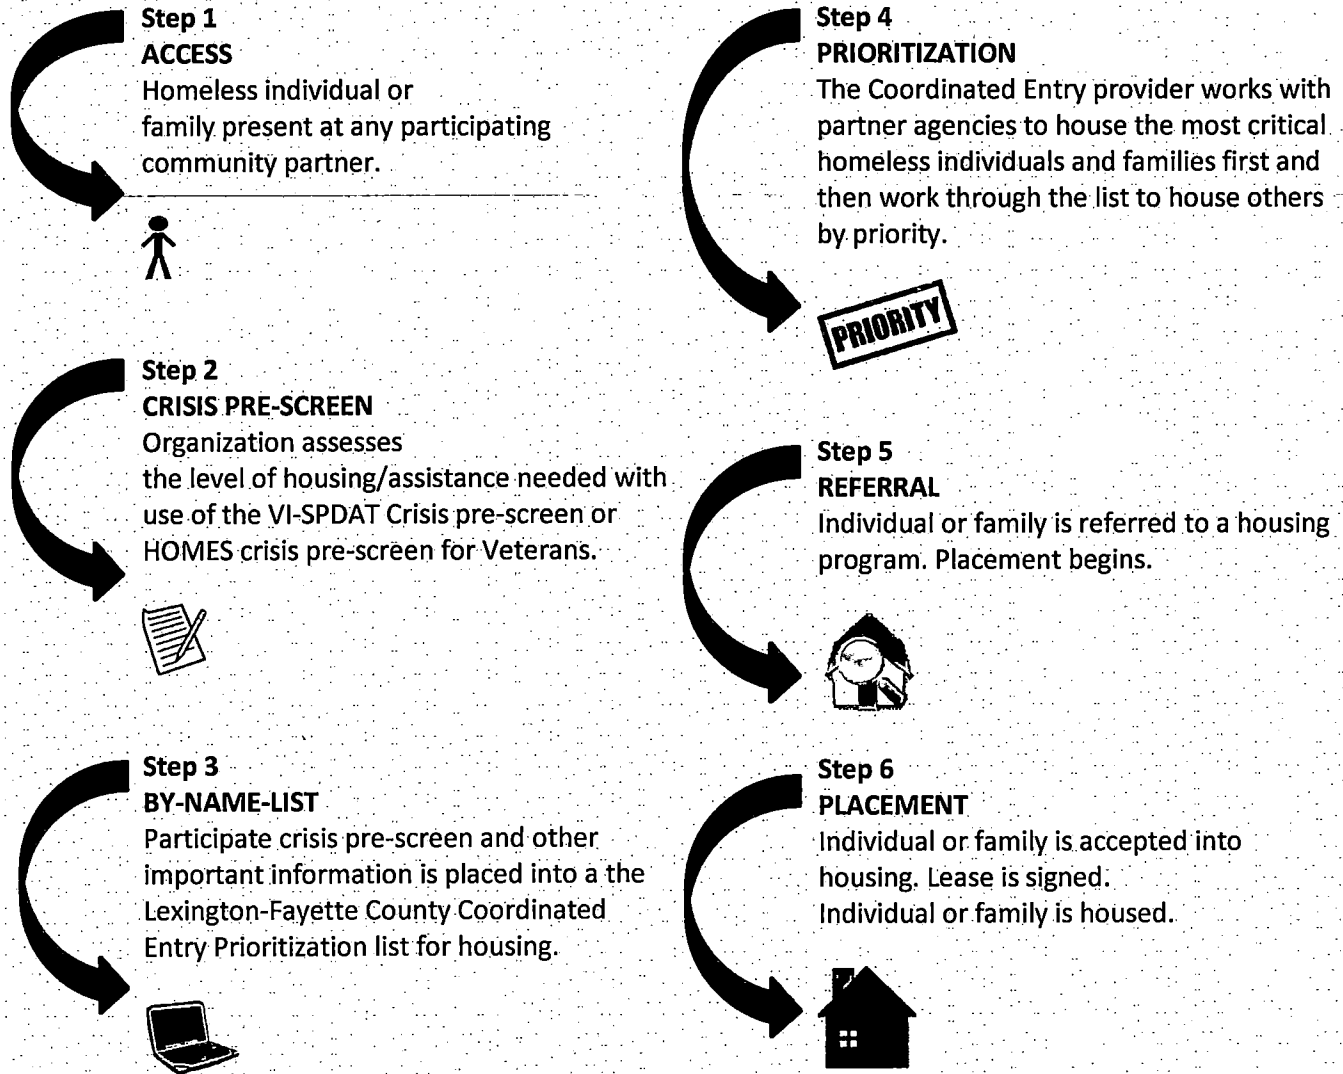 Step 1
ACCESS
Homeless individual or
family present at any participating
community partner.
Step 2
CRISIS PRE-SCREEN
Organization assesses
the level of housing/assistance needed with
use of the VI-SPDAT Crisis pre-screen or
HOMES crisis pre-screen for Veterans.
Step 3
BY-NAME-LIST
Participate crisis pre-screen and other
important information is placed into a the
Lexington-Fayette County Coordinated
Entry Prioritization list for housing.
Step 4
PRIORITIZATION
The Coordinated Entry provider works with
partner agencies to house the most critical
homeless individuals and families first and
then work through the list to house others
by priority.
PRIORITY
Step 5
REFERRAL
Individual or family is referred to a housing
program. Placement begins.
Step 6
PLACEMENT
Individual or family is accepted into
housing. Lease is signed.
Individual or family is housed.